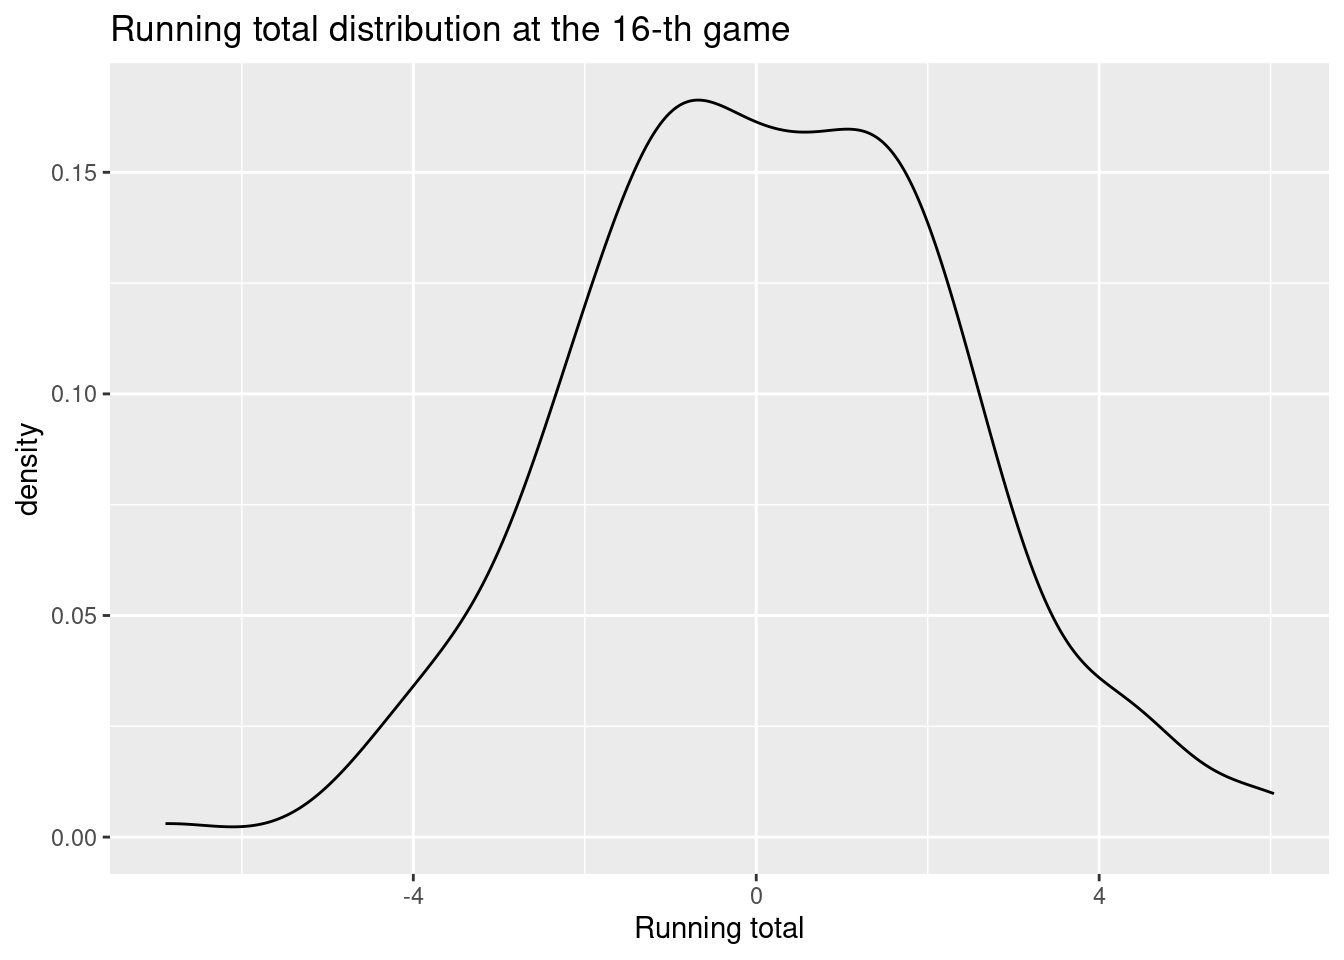 Running total distribution at the 16-th game
density
0.15
0.10
0.05
0.00
-4
0
4
Running total